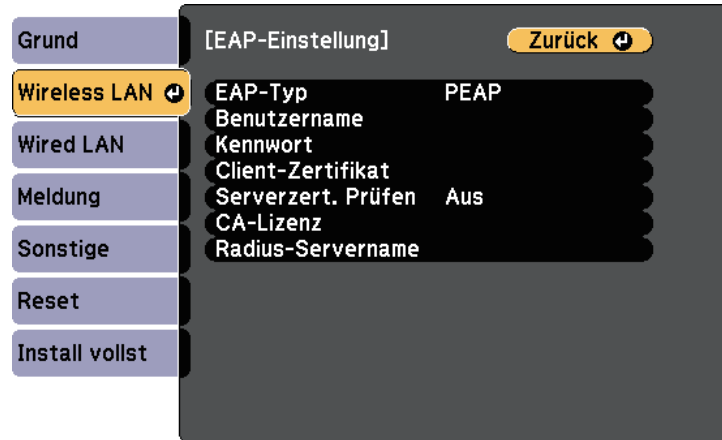 Grund
Wireless LAN
Wired LAN
Meldung
Sonstige
Reset
Install vollst
[EAP-Einstellung]
Zurück
EAP-Typ PEAP
Benutzername
Kennwort
Client-Zertifikat
Serverzert. Prüfen Aus
CA-Lizenz
Radius-Servername